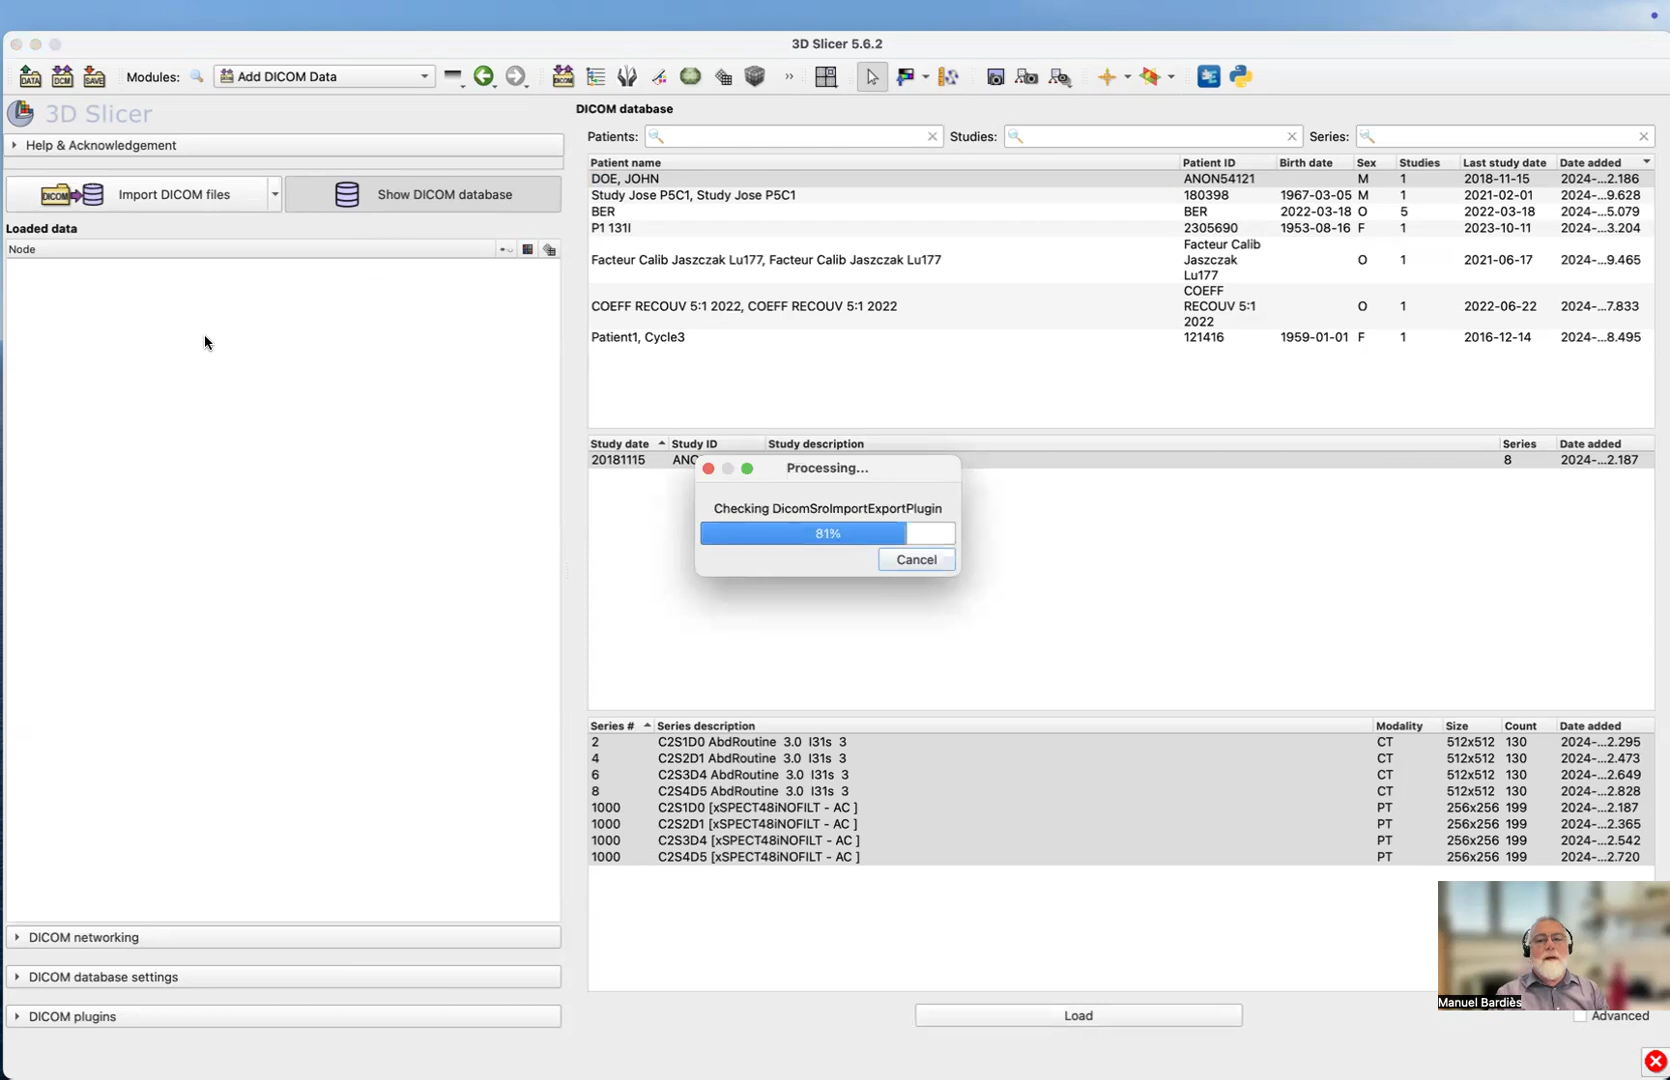 3D Slicer 5.6.2
DATA DCM SAVE Modules: Add DICOM Data
3D Slicer
Help & Acknowledgement
DICOM Import DICOM files Show DICOM database
Loaded data
Node
DICOM networking
DICOM database settings
DICOM plugins
DICOM database
Patients: Studies: Series:
Patient name Patient ID Birth date Sex Studies Last study date Date added
DOE, JOHN ANON54121 M 1 2018-11-15 2024-...2.186
Study Jose P5C1, Study Jose P5C1 180398 1967-03-05 M 1 2021-02-01 2024-...9.628
BER BER 2022-03-18 O 5 2022-03-18 2024-...5.079
P1 131I 2305690 1953-08-16 F 1 2023-10-11 2024-...3.204
Facteur Calib Jaszczak Lu177, Facteur Calib Jaszczak Lu177 Facteur Calib Jaszczak Lu177 O 1 2021-06-17 2024-...9.465
COEFF RECOUV 5:1 2022, COEFF RECOUV 5:1 2022 COEFF RECOUV 5:1 2022 O 1 2022-06-22 2024-...7.833
Patient1, Cycle3 121416 1959-01-01 F 1 2016-12-14 2024-...8.495
Study date Study ID Study description Series Date added
20181115 ANO 8 2024-...2.187
Processing...
Checking DicomSroImportExportPlugin
81%
Cancel
Series # Series description Modality Size Count Date added
2 C2S1D0 AbdRoutine 3.0 I31s 3 CT 512x512 130 2024-...2.295
4 C2S2D1 AbdRoutine 3.0 I31s 3 CT 512x512 130 2024-...2.473
6 C2S3D4 AbdRoutine 3.0 I31s 3 CT 512x512 130 2024-...2.649
8 C2S4D5 AbdRoutine 3.0 I31s 3 CT 512x512 130 2024-...2.828
1000 C2S1D0 [xSPECT48iNOFILT - AC ] PT 256x256 199 2024-...2.187
1000 C2S2D1 [xSPECT48iNOFILT - AC ] PT 256x256 199 2024-...2.365
1000 C2S3D4 [xSPECT48iNOFILT - AC ] PT 256x256 199 2024-...2.542
1000 C2S4D5 [xSPECT48iNOFILT - AC ] PT 256x256 199 2024-...2.720
Manuel Bardiès
Load Advanced